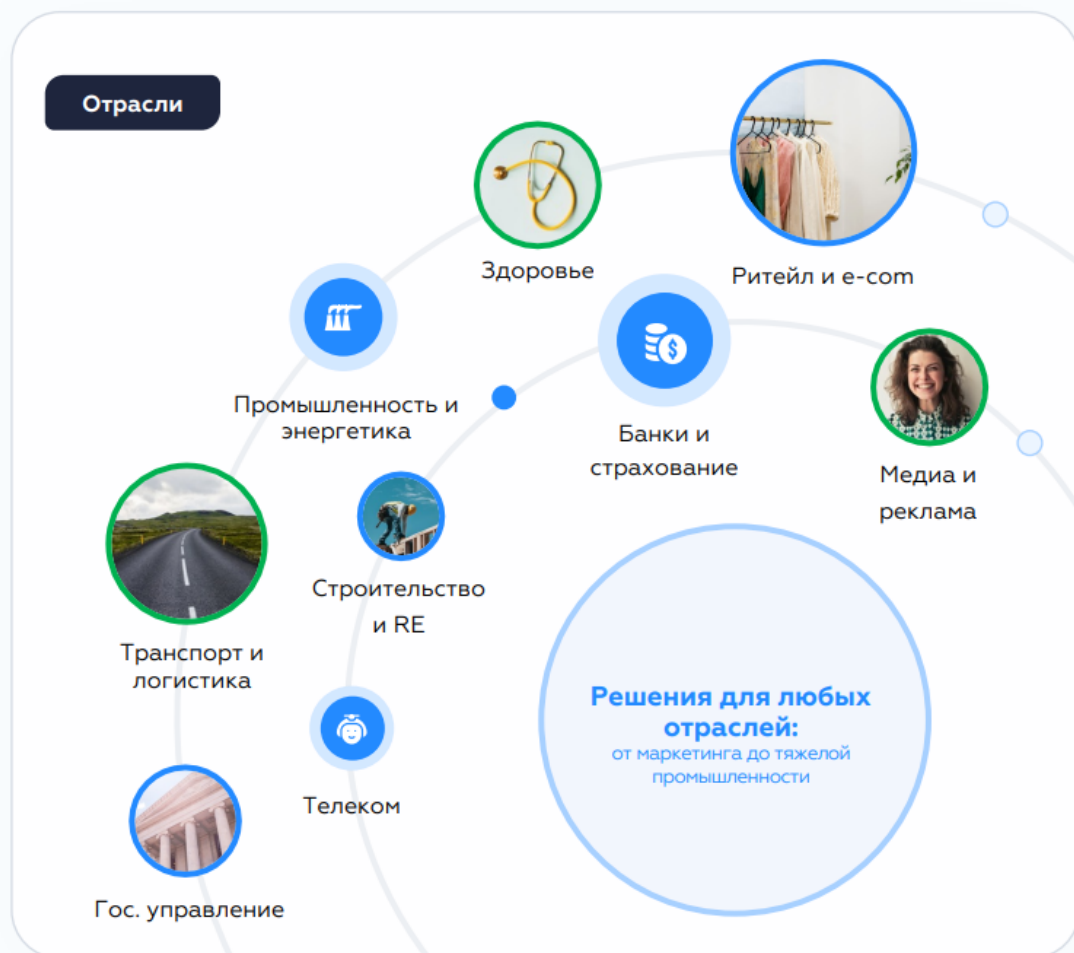 Отрасли
Здоровье
Ритейл и e-com
Промышленность и
энергетика
Банки и
страхование
Медиа и
реклама
Строительство
и RE
Транспорт и
логистика
Решения для любых
отраслей:
от маркетинга до тяжелой
промышленности
Телеком
Гос. управление